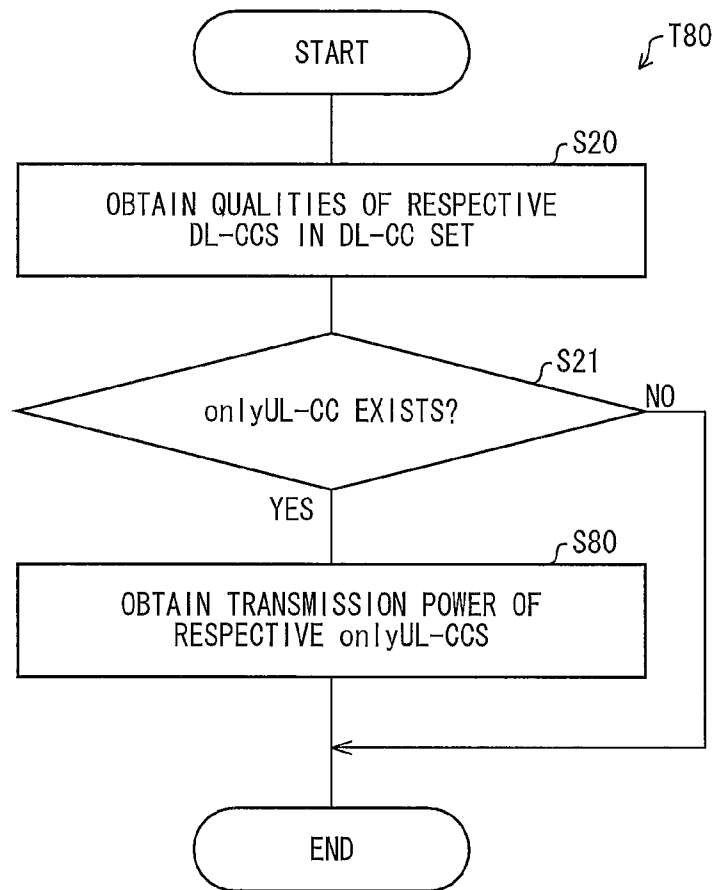 START
T80
S20
OBTAIN QUALITIES OF RESPECTIVE
DL-CCS IN DL-CC SET
S21
onlyUL-CC EXISTS?
NO
YES
S80
OBTAIN TRANSMISSION POWER OF
RESPECTIVE onlyUL-CCS
END